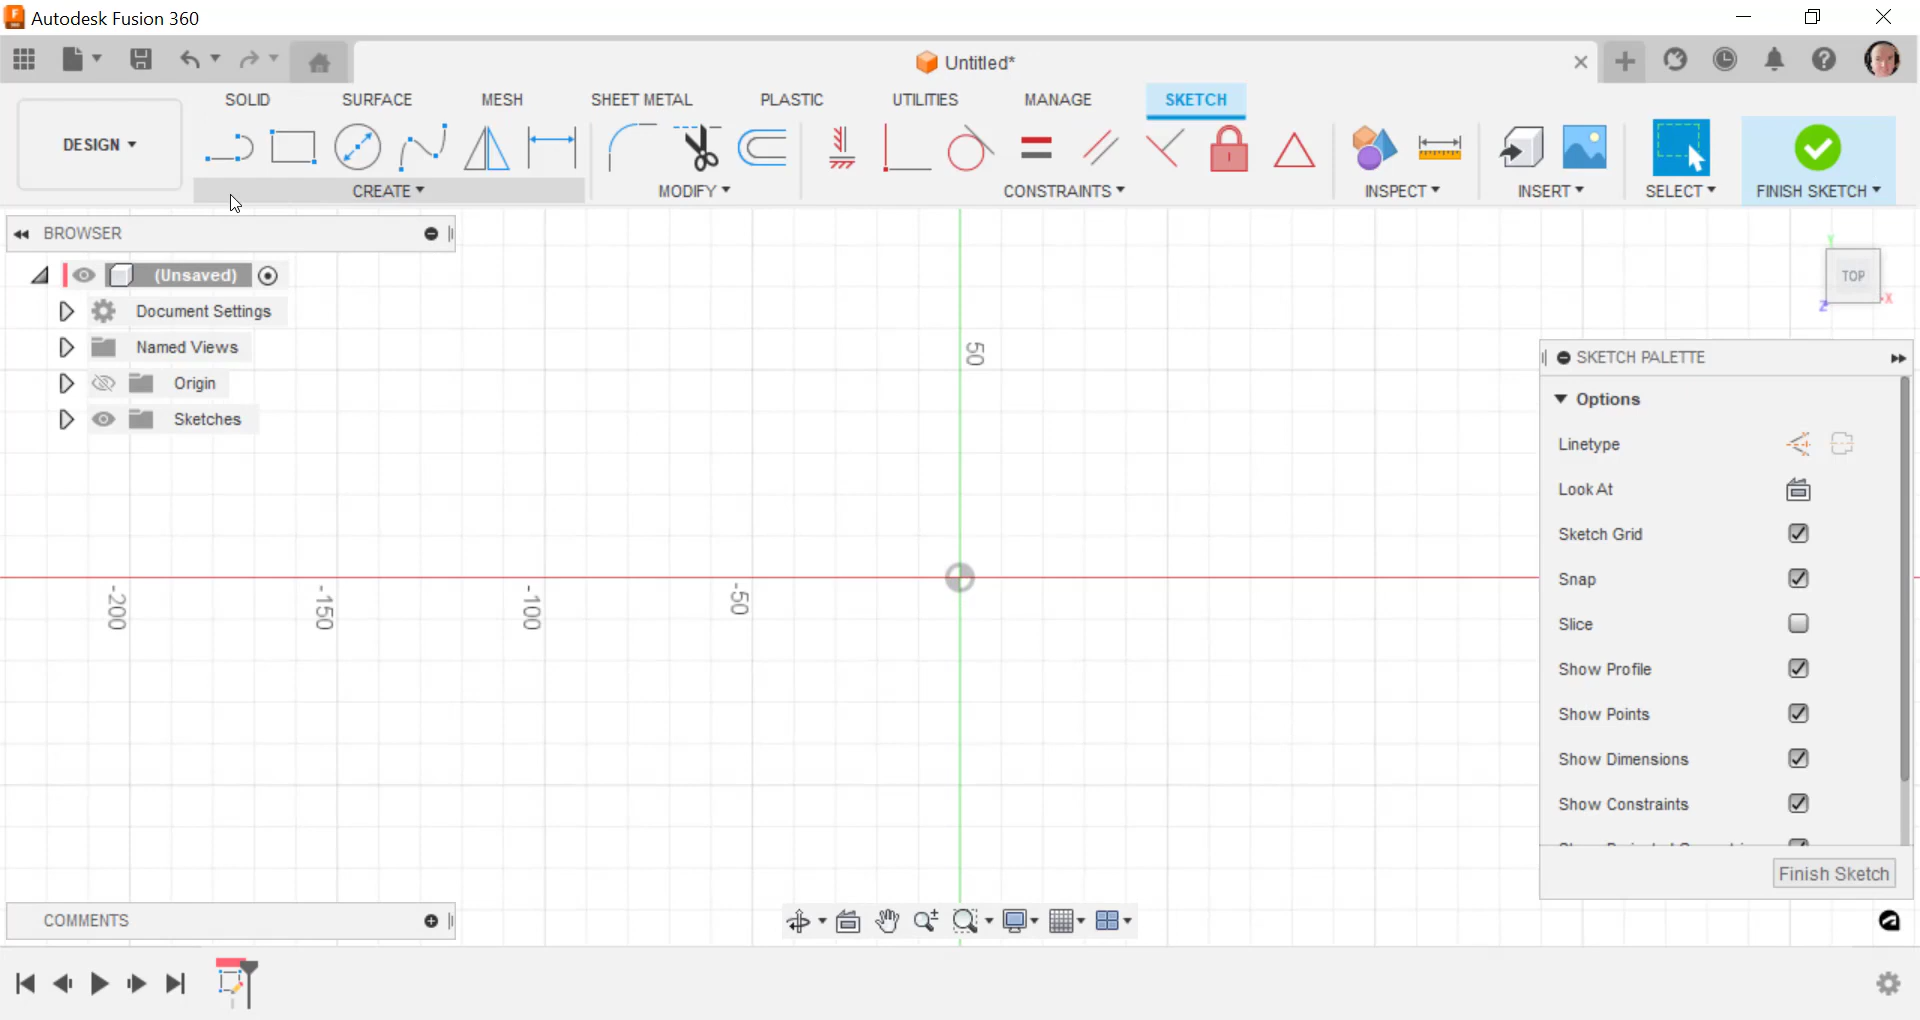 Autodesk Fusion 360
Untitled*
DESIGN
SOLID
SURFACE
MESH
SHEET METAL
PLASTIC
UTILITIES
MANAGE
SKETCH
CREATE
MODIFY
CONSTRAINTS
INSPECT
INSERT
SELECT
FINISH SKETCH
BROWSER
(Unsaved)
Document Settings
Named Views
Origin
Sketches
TOP
Y
X
Z
50
-200
-150
-100
-50
SKETCH PALETTE
Options
Linetype
Look At
Sketch Grid
Snap
Slice
Show Profile
Show Points
Show Dimensions
Show Constraints
Finish Sketch
COMMENTS